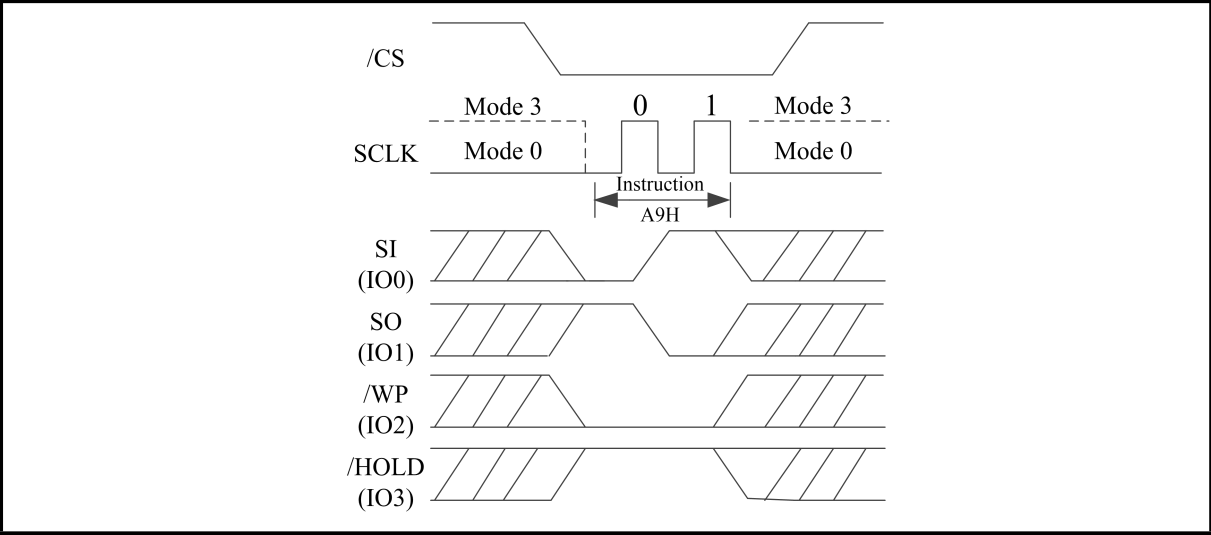 /CS
Mode 3 0 1 Mode 3
SCLK Mode 0 Mode 0
Instruction
A9H
SI
(IO0)
SO
(IO1)
/WP
(IO2)
/HOLD
(IO3)